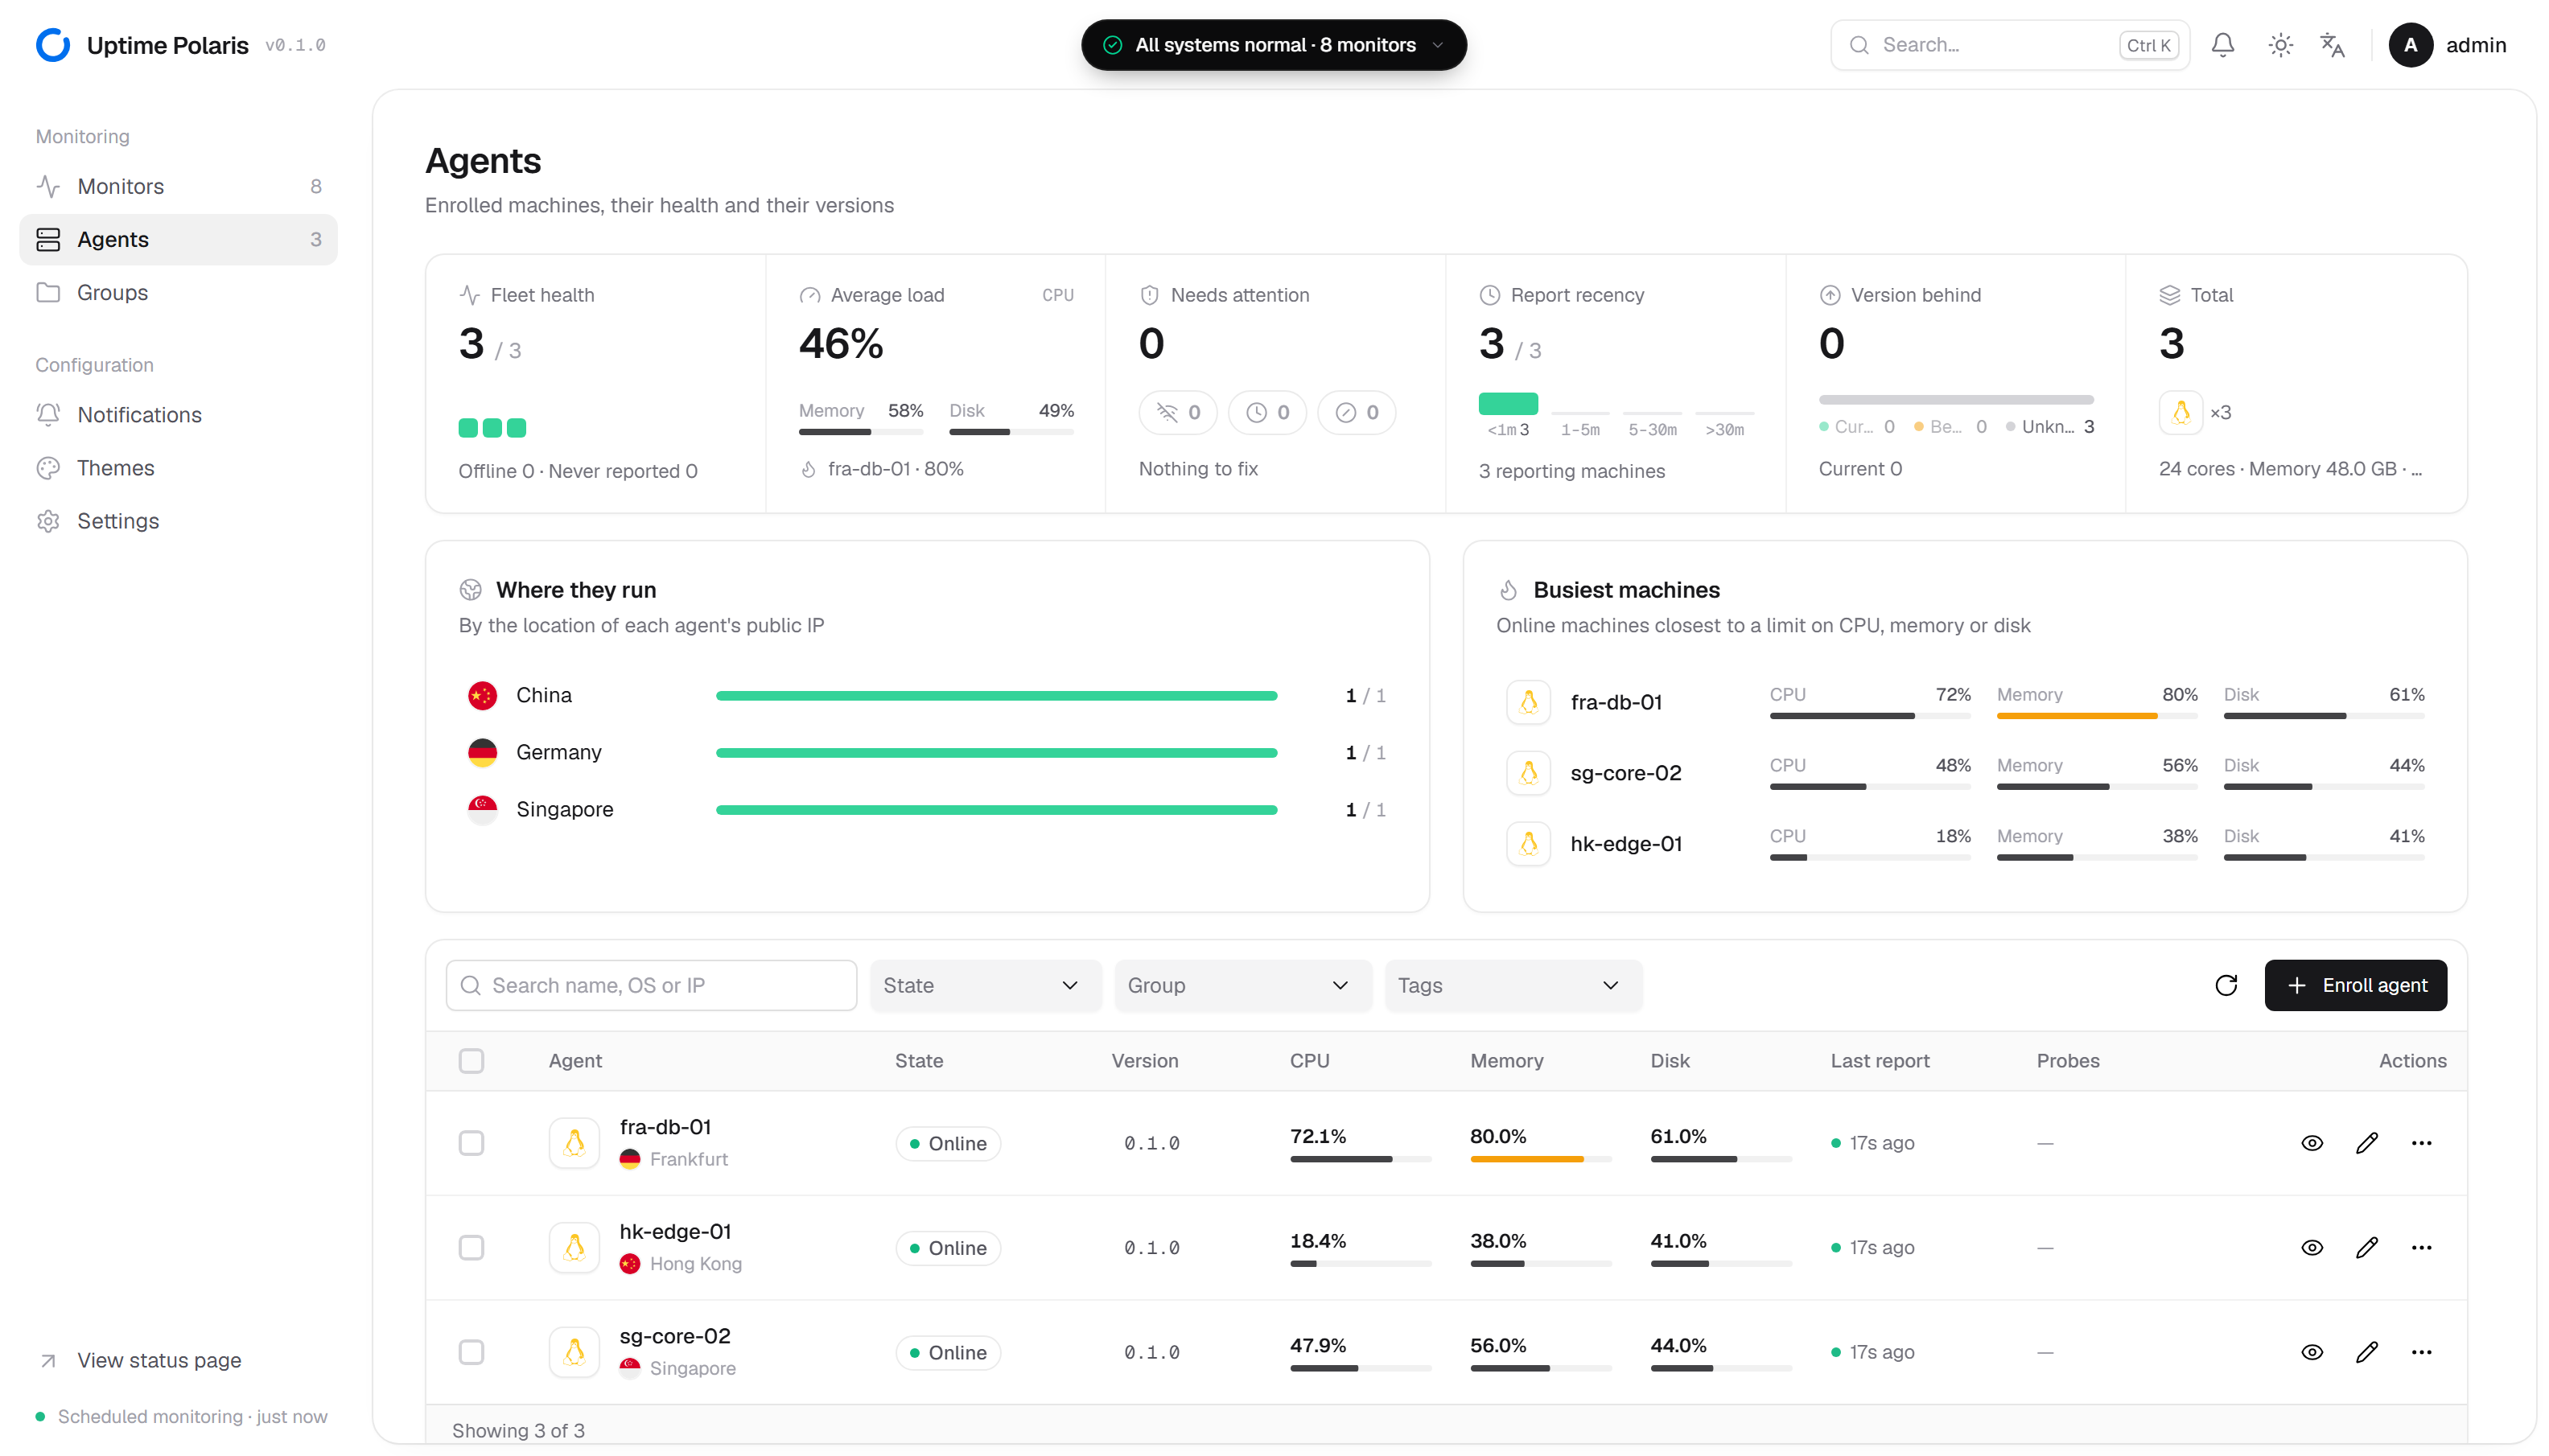 Uptime Polaris v0.1.0
All systems normal · 8 monitors
Search...
Ctrl K
A
admin
Monitoring
Monitors 8
Agents 3
Groups
Configuration
Notifications
Themes
Settings
View status page
Scheduled monitoring · just now
Agents
Enrolled machines, their health and their versions
Fleet health
3 / 3
Offline 0 · Never reported 0
Average load CPU
46%
Memory 58% Disk 49%
fra-db-01 · 80%
Needs attention
0
0 0 0
Nothing to fix
Report recency
3 / 3
<1m 3 1-5m 5-30m >30m
3 reporting machines
Version behind
0
Cur... 0 Be... 0 Unkn... 3
Current 0
Total
3
×3
24 cores · Memory 48.0 GB · ...
Where they run
By the location of each agent's public IP
China 1 / 1
Germany 1 / 1
Singapore 1 / 1
Busiest machines
Online machines closest to a limit on CPU, memory or disk
fra-db-01 CPU 72% Memory 80% Disk 61%
sg-core-02 CPU 48% Memory 56% Disk 44%
hk-edge-01 CPU 18% Memory 38% Disk 41%
Search name, OS or IP
State
Group
Tags
Enroll agent
Agent State Version CPU Memory Disk Last report Probes Actions
fra-db-01
Frankfurt
Online 0.1.0 72.1% 80.0% 61.0% 17s ago —
hk-edge-01
Hong Kong
Online 0.1.0 18.4% 38.0% 41.0% 17s ago —
sg-core-02
Singapore
Online 0.1.0 47.9% 56.0% 44.0% 17s ago —
Showing 3 of 3